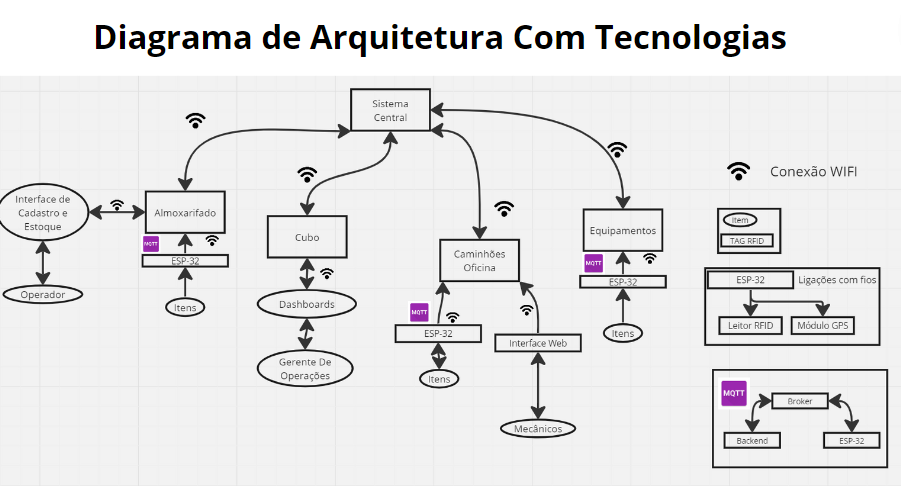 Diagrama de Arquitetura Com Tecnologias
Sistema
Central
Conexão WIFI
Interface de
Cadastro e
Estoque
Almoxarifado
Item
TAG RFID
Equipamentos
Cubo
MQTT
ESP-32
Caminhões
Oficina
MQTT
ESP-32
ESP-32
Ligações com fios
Operador
Itens
Dashboards
MQTT
ESP-32
Leitor RFID
Módulo GPS
Itens
Interface Web
Gerente De
Operações
Itens
MQTT
Broker
Mecânicos
Backend
ESP-32